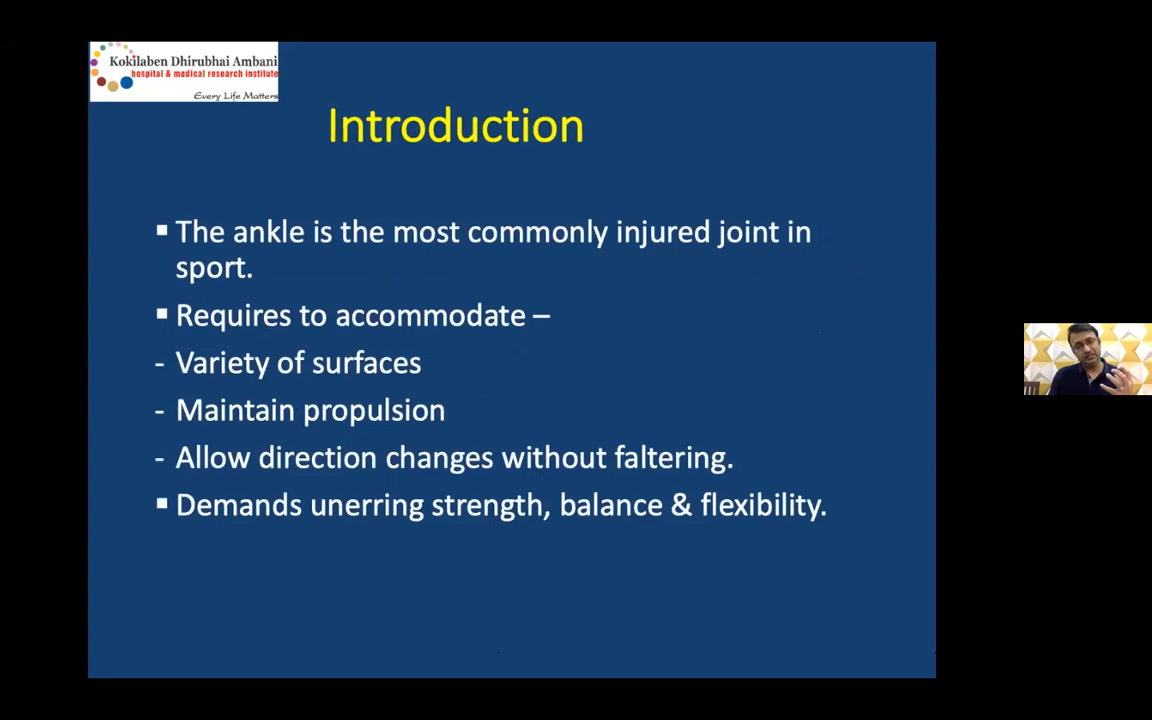 Kokilaben Dhirubhai Ambani
hospital & medical research institute
Every Life Matters
Introduction
▪ The ankle is the most commonly injured joint in
sport.
▪ Requires to accommodate –
- Variety of surfaces
- Maintain propulsion
- Allow direction changes without faltering.
▪ Demands unerring strength, balance & flexibility.